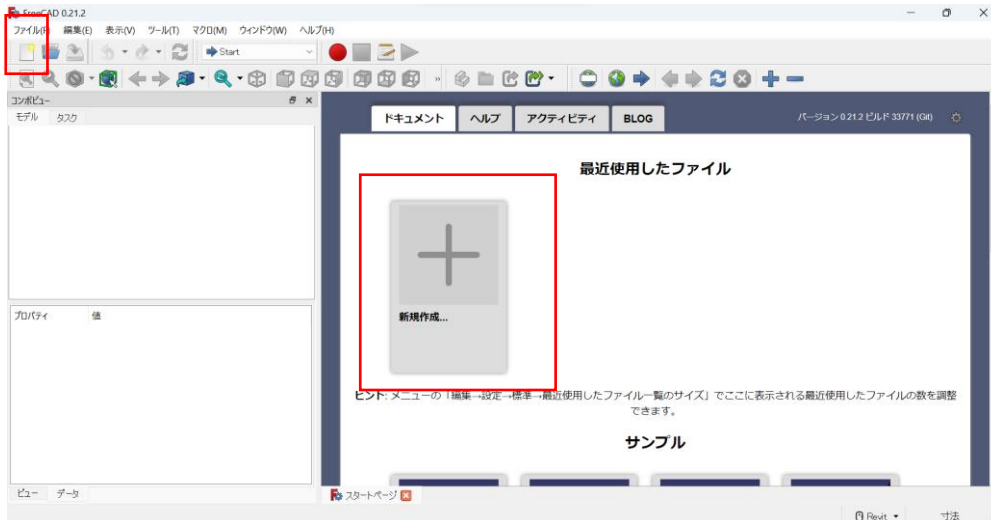 FreeCAD 0.21.2
ファイル(F) 編集(E) 表示(V) ツール(T) マクロ(M) ウィンドウ(W) ヘルプ(H)
Start
コンボビュー
モデル タスク
ドキュメント ヘルプ アクティビティ BLOG バージョン 0.21.2 ビルド 33771 (Git)
最近使用したファイル
新規作成...
プロパティ 値
ヒント: メニューの「編集→設定→標準→最近使用したファイル一覧のサイズ」でここに表示される最近使用したファイルの数を調整
できます。
サンプル
ビュー データ
スタートページ
Revit 寸法